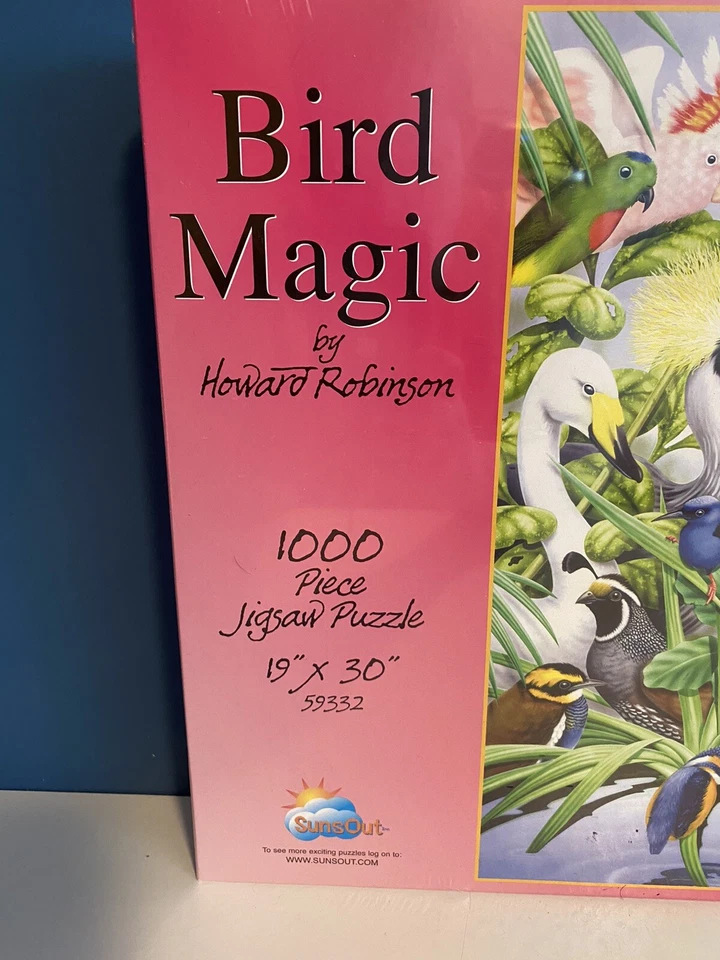 Bird
Magic
by
Howard Robinson
1000
Piece
Jigsaw Puzzle
19" x 30"
59332
SunsOut
To see more exciting puzzles log on to:
WWW.SUNSOUT.COM